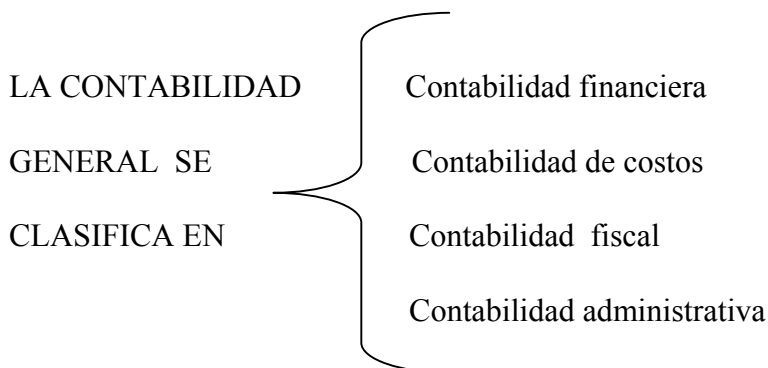 LA CONTABILIDAD
GENERAL SE
CLASIFICA EN
Contabilidad financiera
Contabilidad de costos
Contabilidad fiscal
Contabilidad administrativa